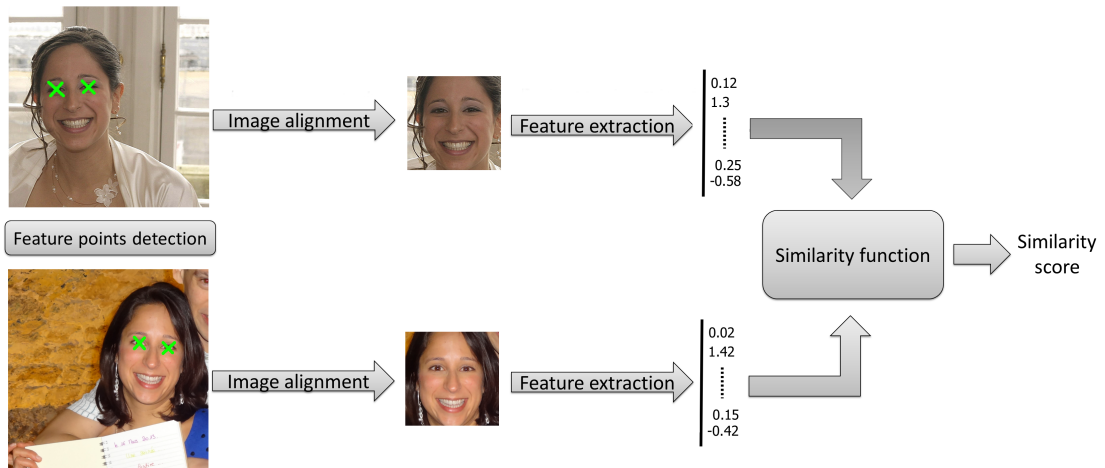 Image alignment
Feature extraction
0.12
1.3
0.25
-0.58
Feature points detection
Similarity function
Similarity
score
Image alignment
Feature extraction
0.02
1.42
0.15
-0.42